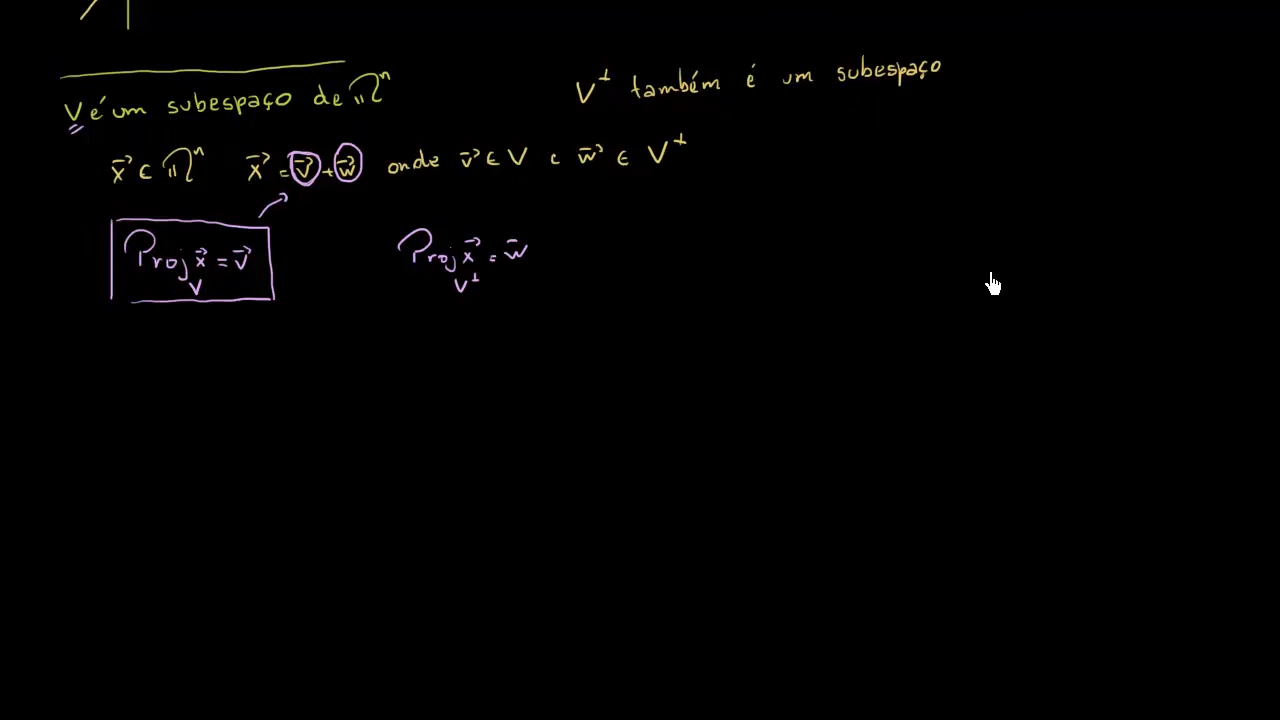 V é um subespaço de ℝⁿ
V⊥ também é um subespaço
x⃗ ∈ ℝⁿ x⃗ = v⃗ + w⃗ onde v⃗ ∈ V e w⃗ ∈ V⊥
Proj_V x⃗ = v⃗
Proj_V⊥ x⃗ = w⃗